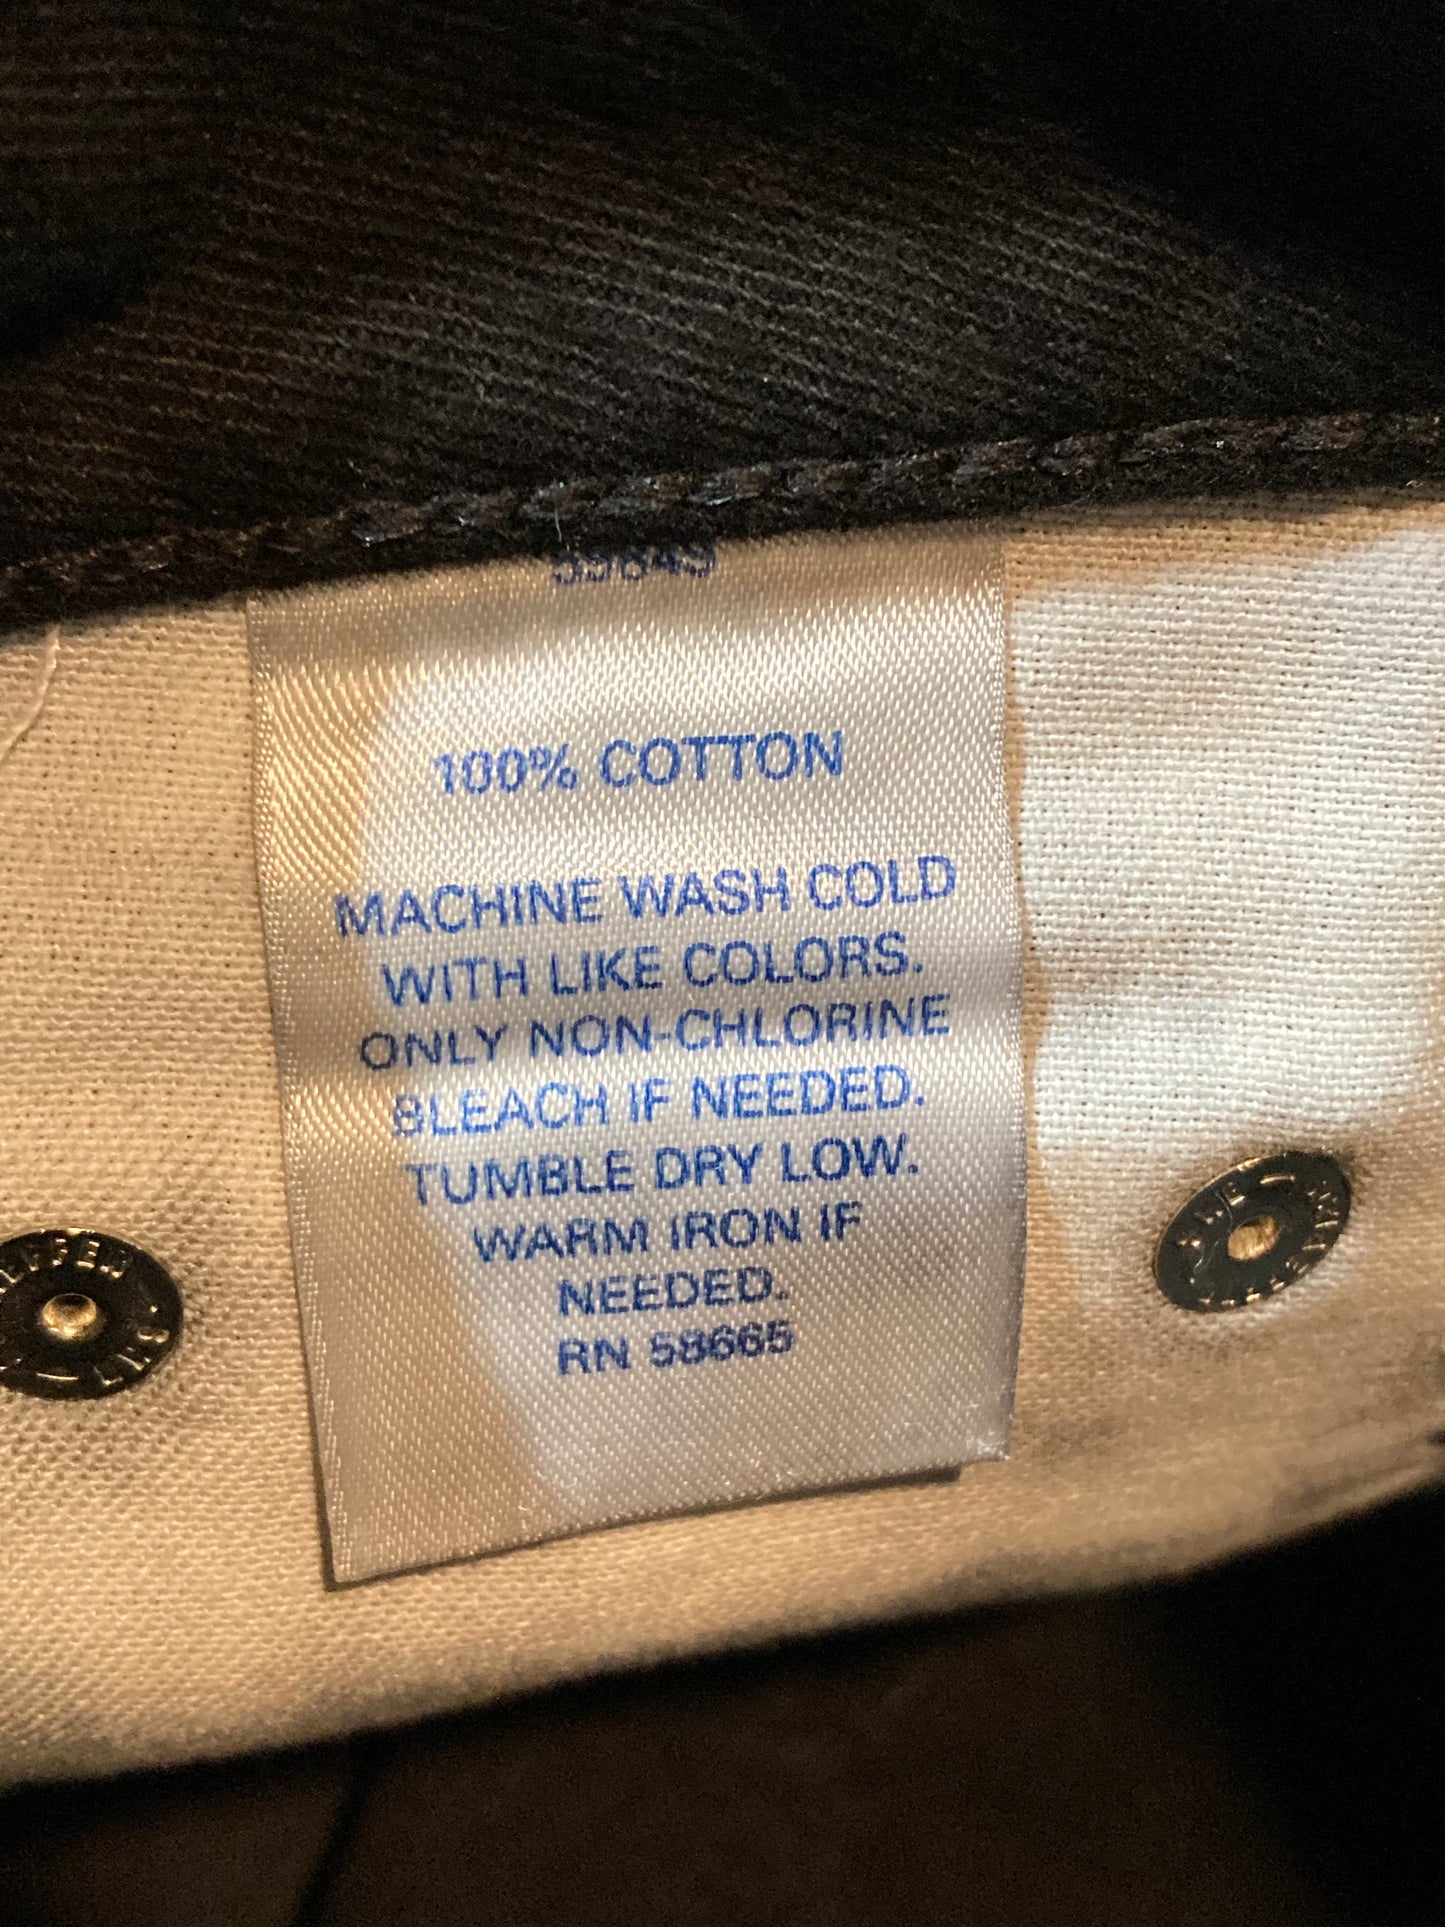 59849
100% COTTON
MACHINE WASH COLD
WITH LIKE COLORS.
ONLY NON-CHLORINE
BLEACH IF NEEDED.
TUMBLE DRY LOW.
WARM IRON IF
NEEDED.
RN 58665